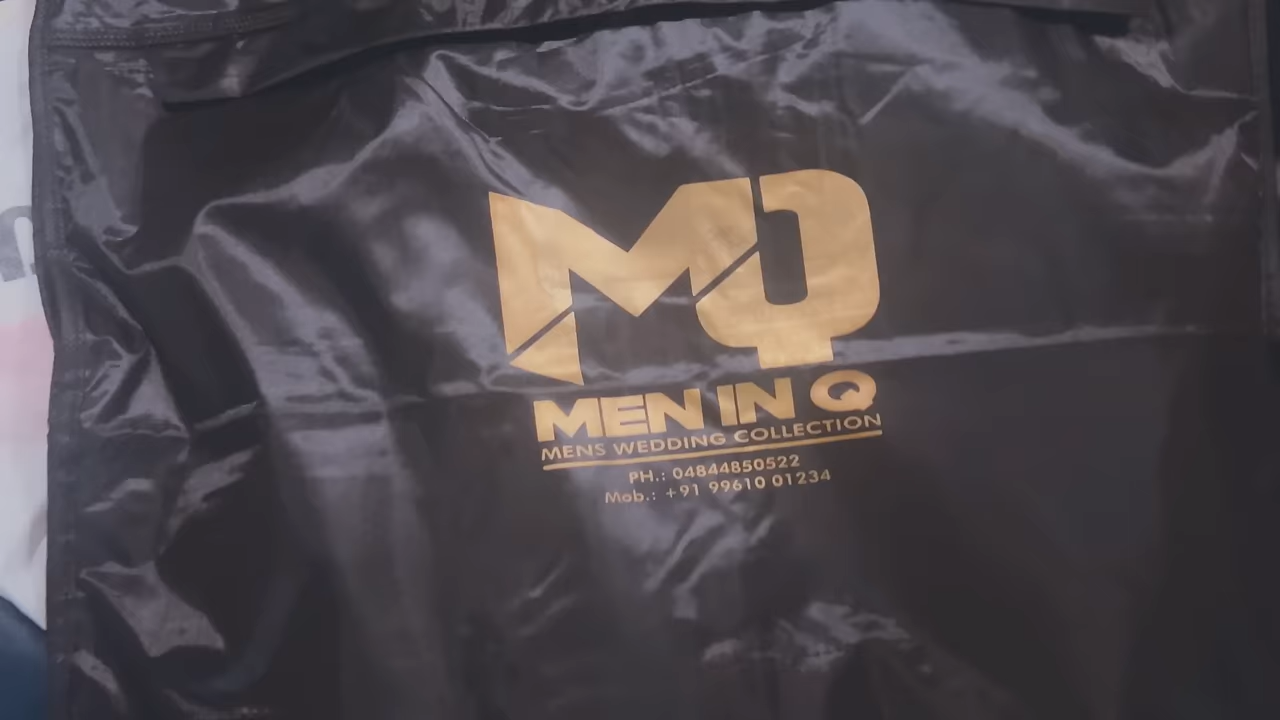 MQ
MEN IN Q
MENS WEDDING COLLECTION
PH.: 04844850522
Mob.: +91 99610 01234